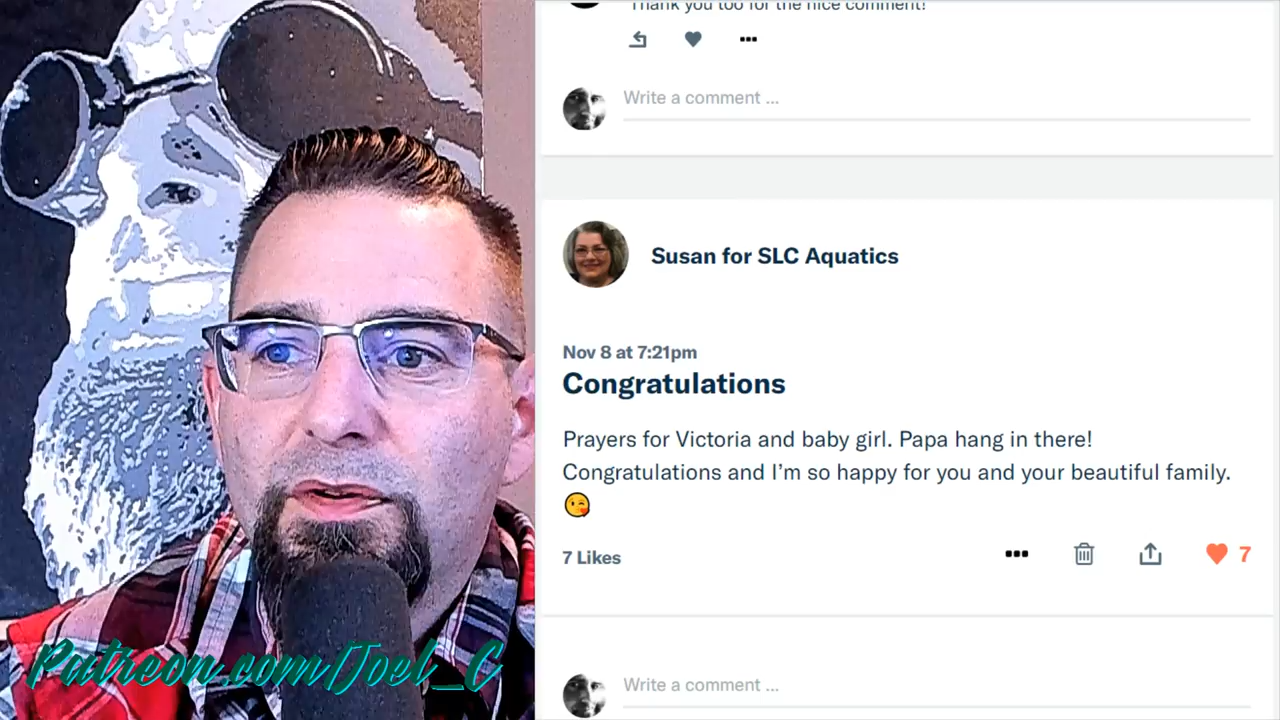 Thank you too for the nice comment!
Write a comment ...
Susan for SLC Aquatics
Nov 8 at 7:21pm
Congratulations
Prayers for Victoria and baby girl. Papa hang in there!
Congratulations and I’m so happy for you and your beautiful family.
😘
7 Likes
7
Write a comment ...
Patreon.com/Joel_C